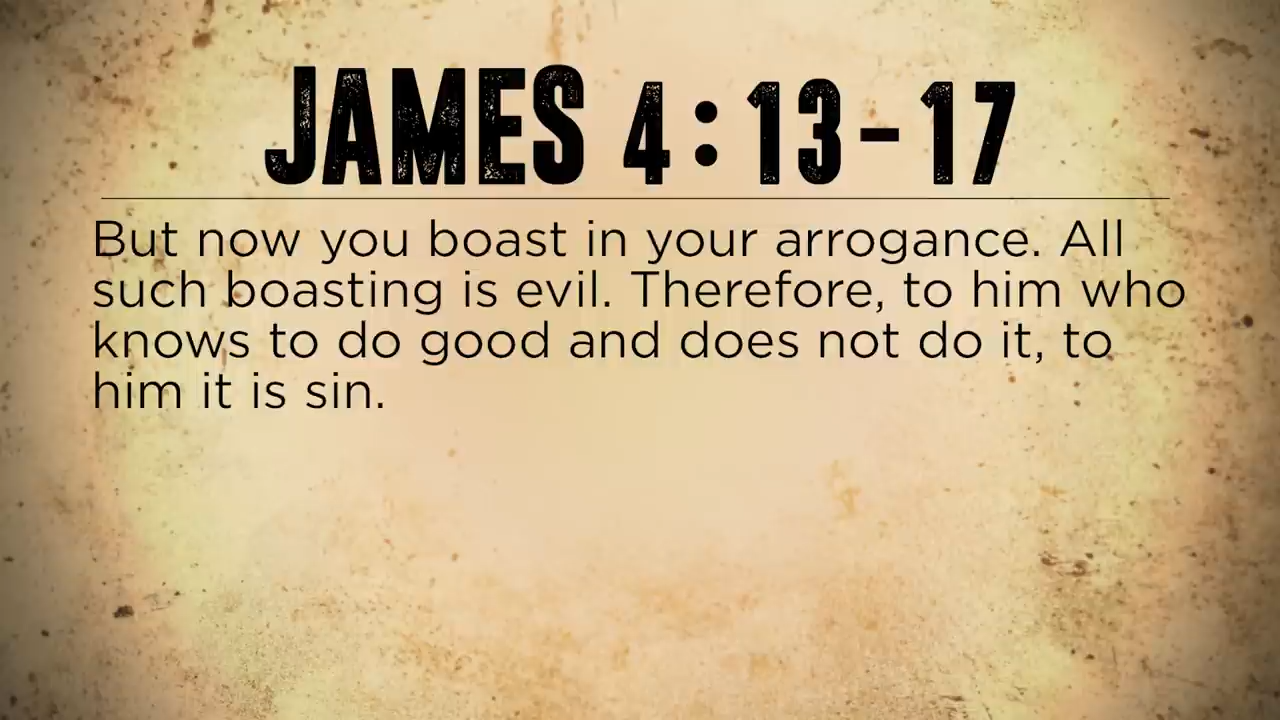 JAMES 4:13-17
But now you boast in your arrogance. All
such boasting is evil. Therefore, to him who
knows to do good and does not do it, to
him it is sin.